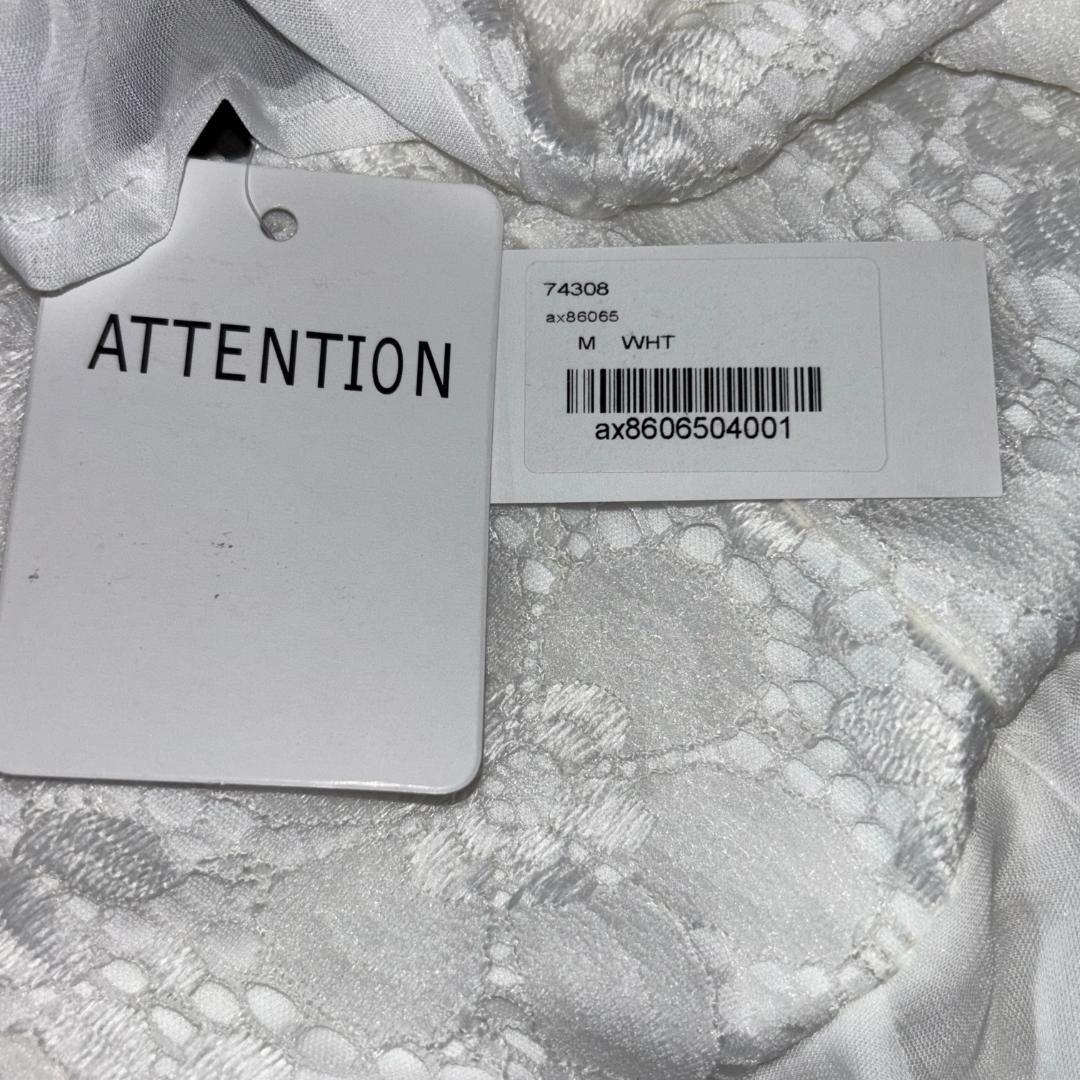 ATTENTION
74308
ax86065
M WHT
ax8606504001